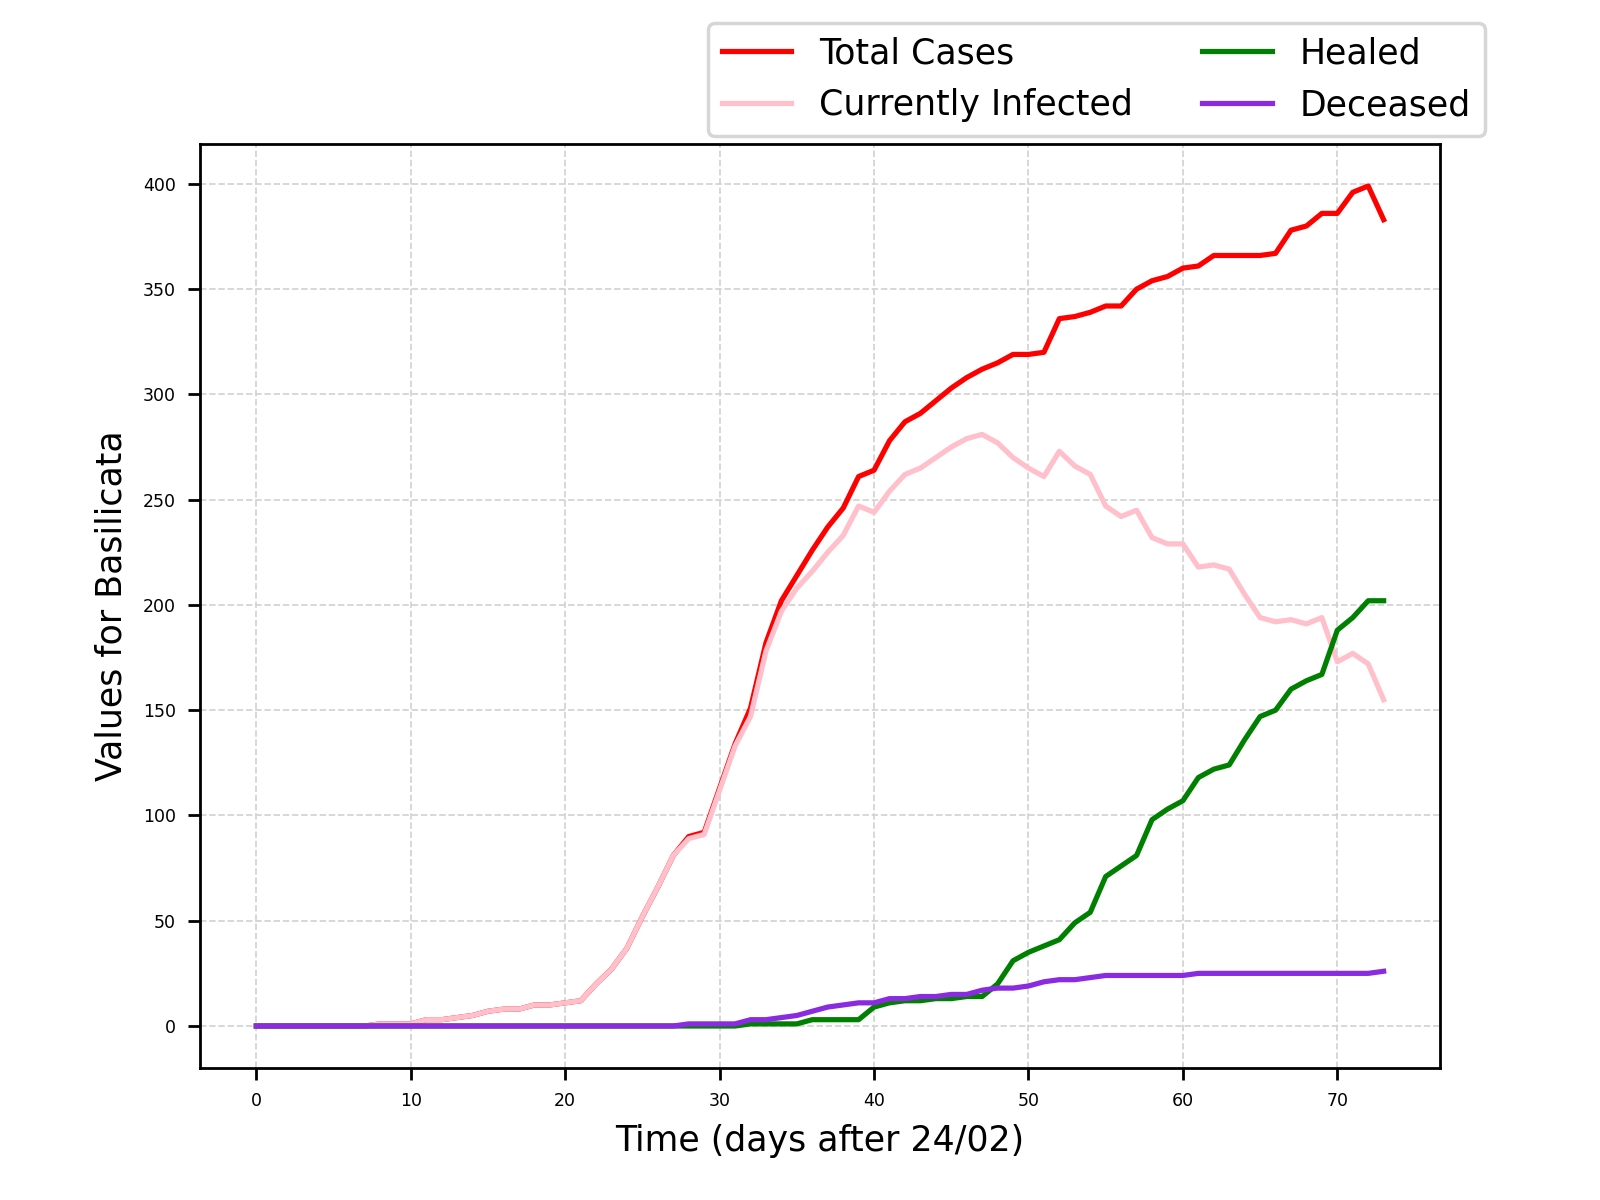 Total Cases
Currently Infected
Healed
Deceased
400
350
300
250
200
150
100
50
0
Values for Basilicata
0 10 20 30 40 50 60 70
Time (days after 24/02)